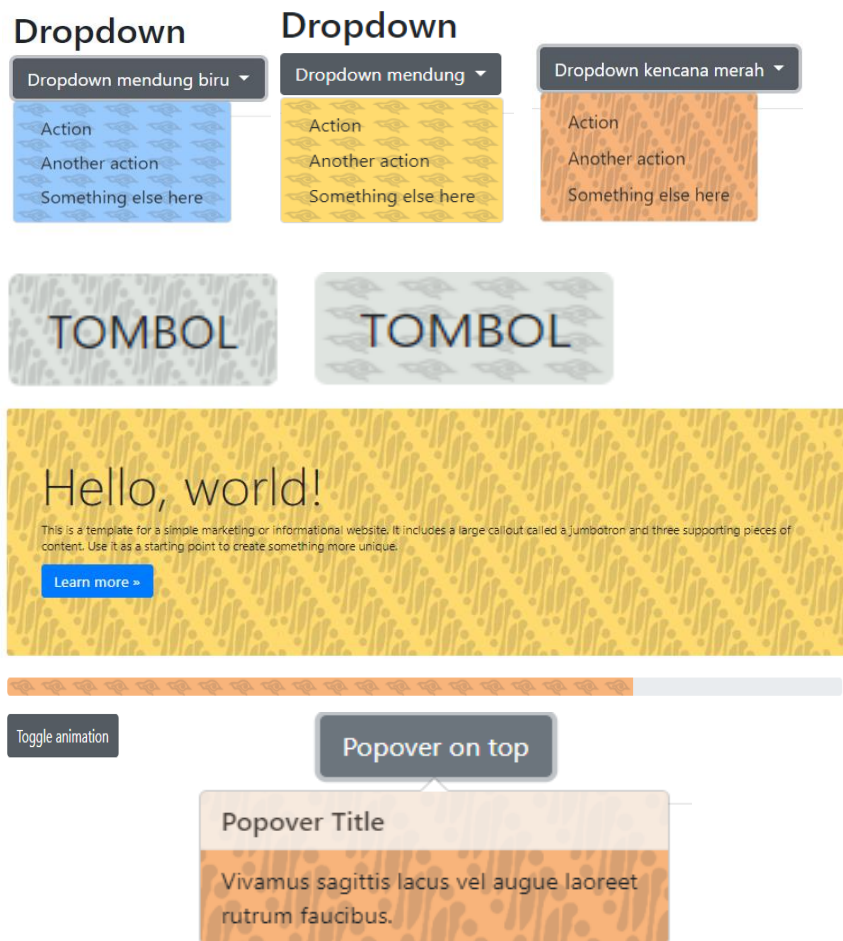 Dropdown
Dropdown mendung biru
Action
Another action
Something else here
Dropdown
Dropdown mendung
Action
Another action
Something else here
Dropdown kencana merah
Action
Another action
Something else here
TOMBOL
TOMBOL
Hello, world!
This is a template for a simple marketing or informational website. It includes a large callout called a jumbotron and three supporting pieces of
content. Use it as a starting point to create something more unique.
Learn more »
Toggle animation
Popover on top
Popover Title
Vivamus sagittis lacus vel augue laoreet
rutrum faucibus.